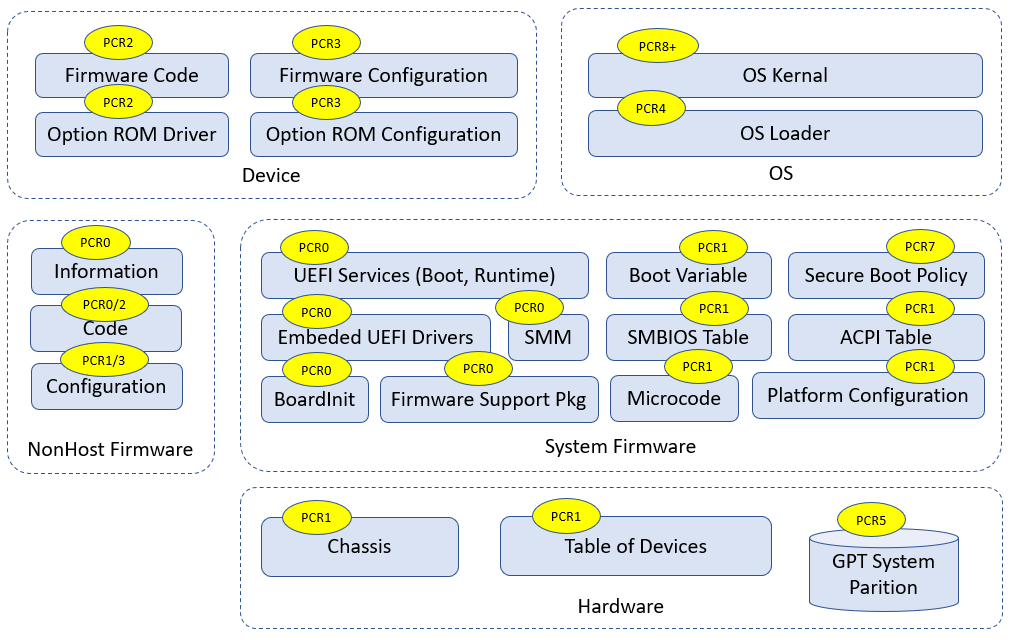 PCR2
Firmware Code
PCR3
Firmware Configuration
PCR2
Option ROM Driver
PCR3
Option ROM Configuration
Device
PCR8+
OS Kernal
PCR4
OS Loader
OS
PCR0
Information
PCR0/2
Code
PCR1/3
Configuration
NonHost Firmware
PCR0
UEFI Services (Boot, Runtime)
PCR1
Boot Variable
PCR7
Secure Boot Policy
PCR0
Embeded UEFI Drivers
PCR0
SMM
PCR1
SMBIOS Table
PCR1
ACPI Table
PCR0
BoardInit
PCR0
Firmware Support Pkg
PCR1
Microcode
PCR1
Platform Configuration
System Firmware
PCR1
Chassis
PCR1
Table of Devices
PCR5
GPT System
Parition
Hardware